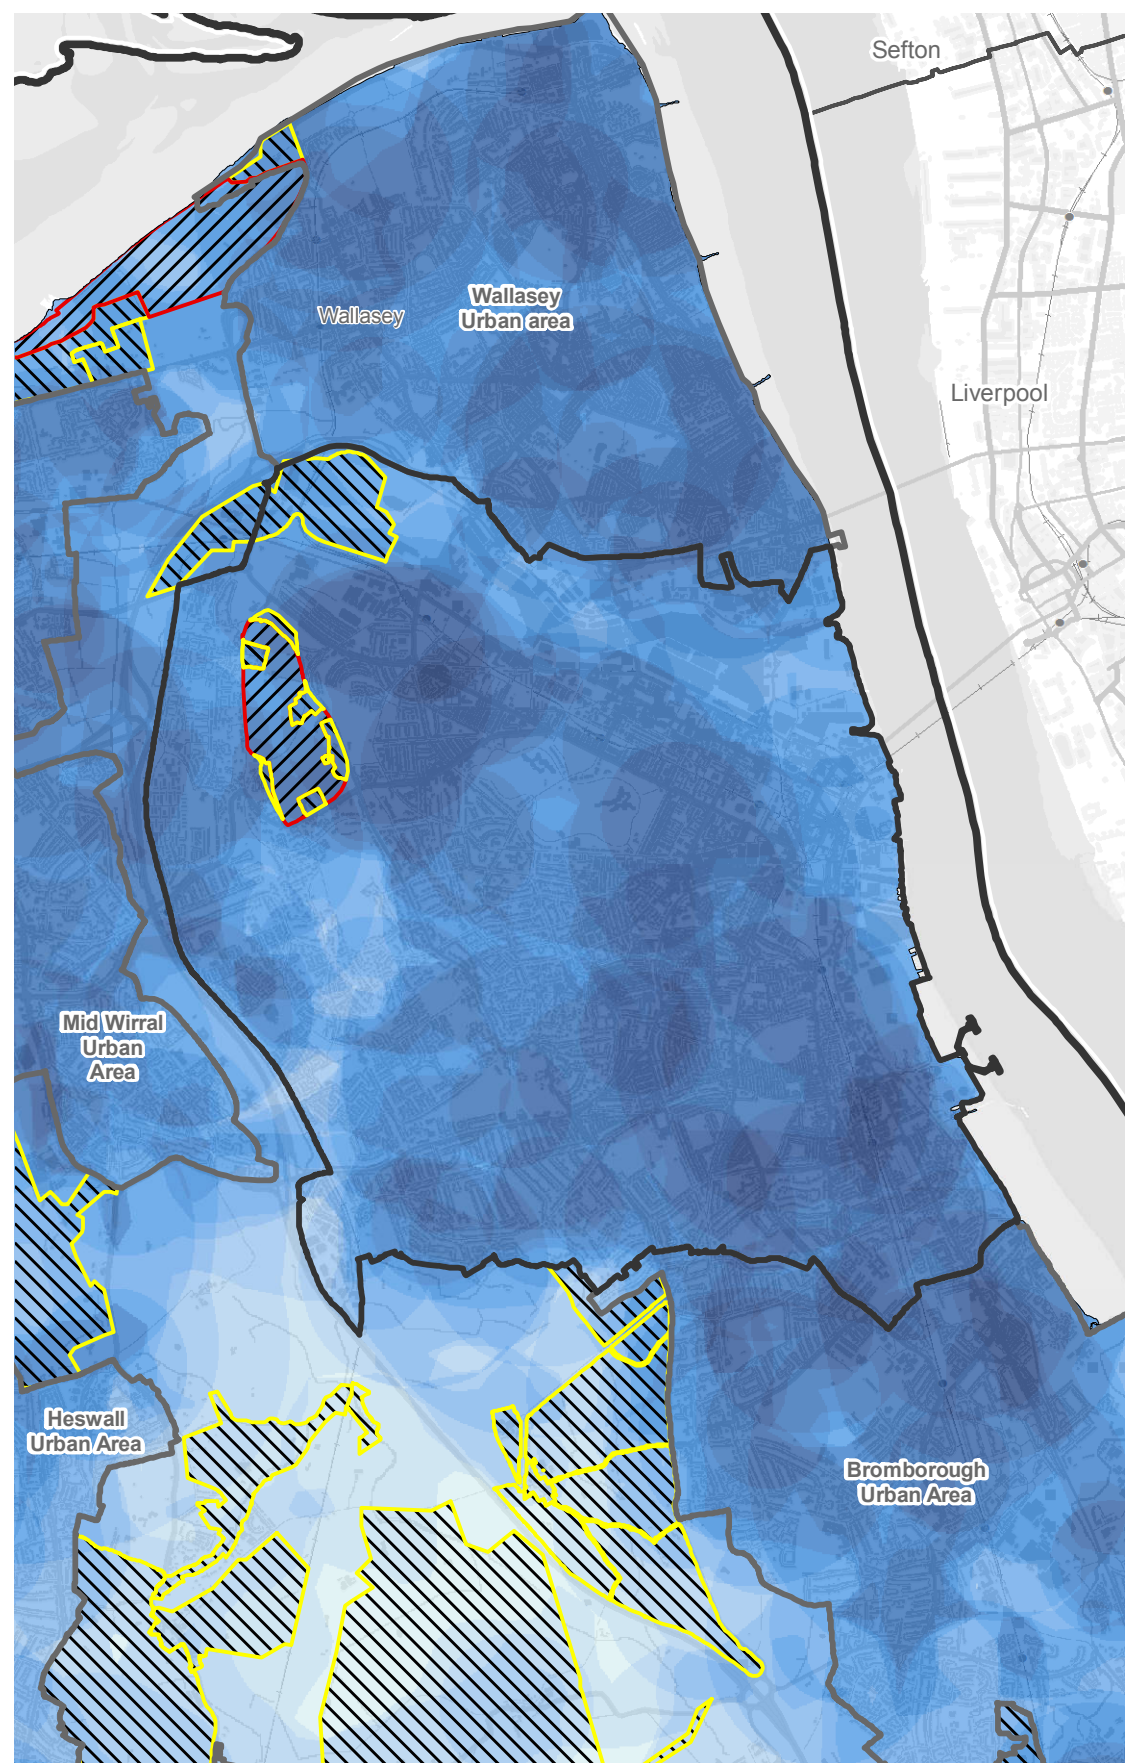 Sefton
Wallasey
Urban area
Wallasey
Liverpool
Mid Wirral
Urban
Area
Heswall
Urban Area
Bromborough
Urban Area